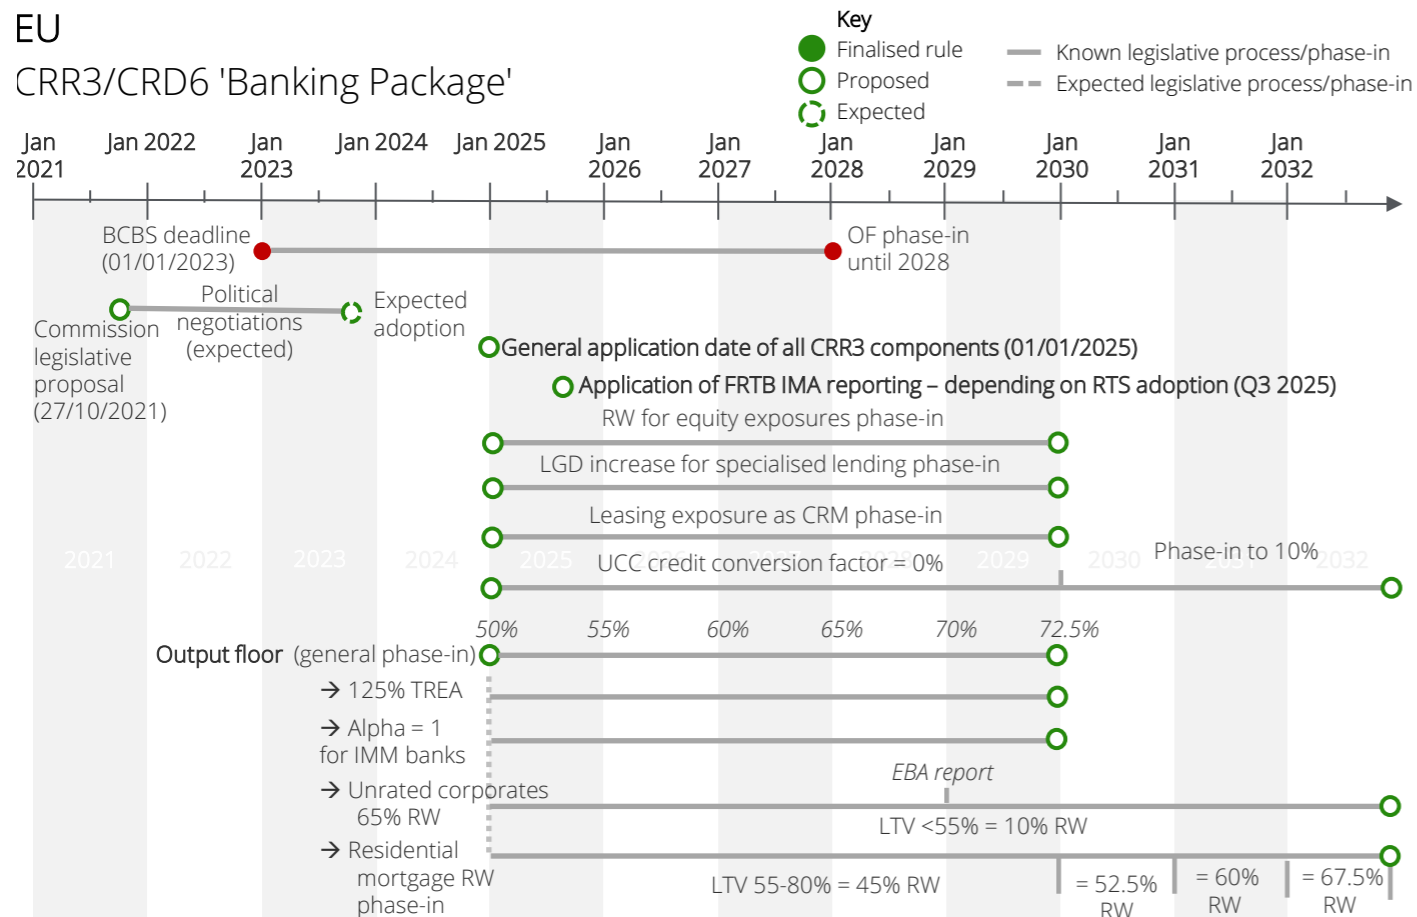 EU
CRR3/CRD6 'Banking Package'
Key
Finalised rule
Proposed
Expected
Known legislative process/phase-in
Expected legislative process/phase-in
Jan
2021
Jan 2022
Jan
2023
Jan 2024
Jan 2025
Jan
2026
Jan
2027
Jan
2028
Jan
2029
Jan
2030
Jan
2031
Jan
2032
BCBS deadline
(01/01/2023)
OF phase-in
until 2028
Political
negotiations
(expected)
Expected
adoption
Commission
legislative
proposal
(27/10/2021)
General application date of all CRR3 components (01/01/2025)
Application of FRTB IMA reporting – depending on RTS adoption (Q3 2025)
RW for equity exposures phase-in
LGD increase for specialised lending phase-in
Leasing exposure as CRM phase-in
2021 2022 2023 2024 2025 2026 2027 2028 2029 2030 2031 2032
UCC credit conversion factor = 0%
Phase-in to 10%
50% 55% 60% 65% 70% 72.5%
Output floor (general phase-in)
→ 125% TREA
→ Alpha = 1
for IMM banks
EBA report
→ Unrated corporates
65% RW
LTV <55% = 10% RW
→ Residential
mortgage RW
phase-in
LTV 55-80% = 45% RW
= 52.5%
RW
= 60%
RW
= 67.5%
RW